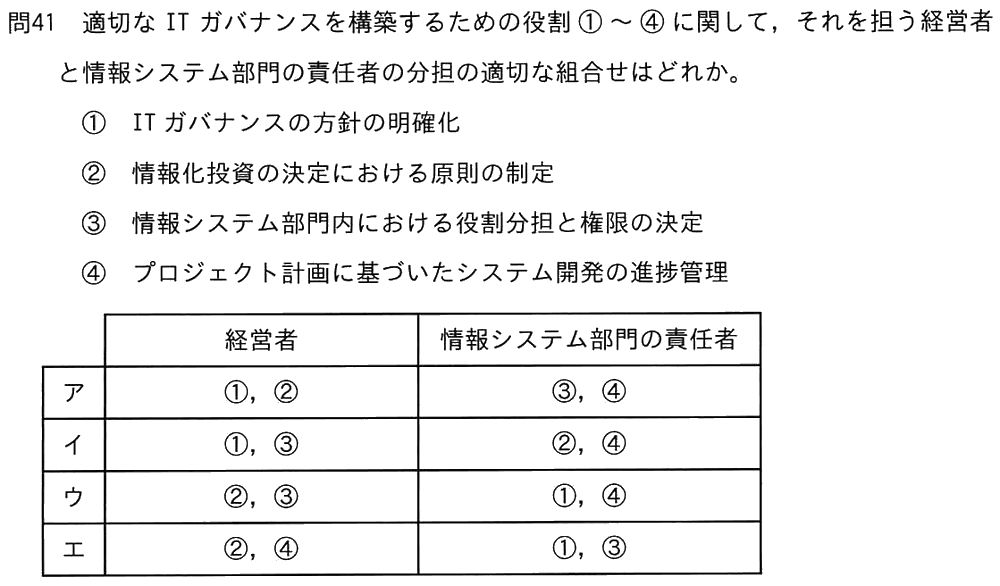 問41 適切な IT ガバナンスを構築するための役割 ① ～ ④ に関して，それを担う経営者
と情報システム部門の責任者の分担の適切な組合せはどれか。
① IT ガバナンスの方針の明確化
② 情報化投資の決定における原則の制定
③ 情報システム部門内における役割分担と権限の決定
④ プロジェクト計画に基づいたシステム開発の進捗管理
経営者 情報システム部門の責任者
ア ①，② ③，④
イ ①，③ ②，④
ウ ②，③ ①，④
エ ②，④ ①，③